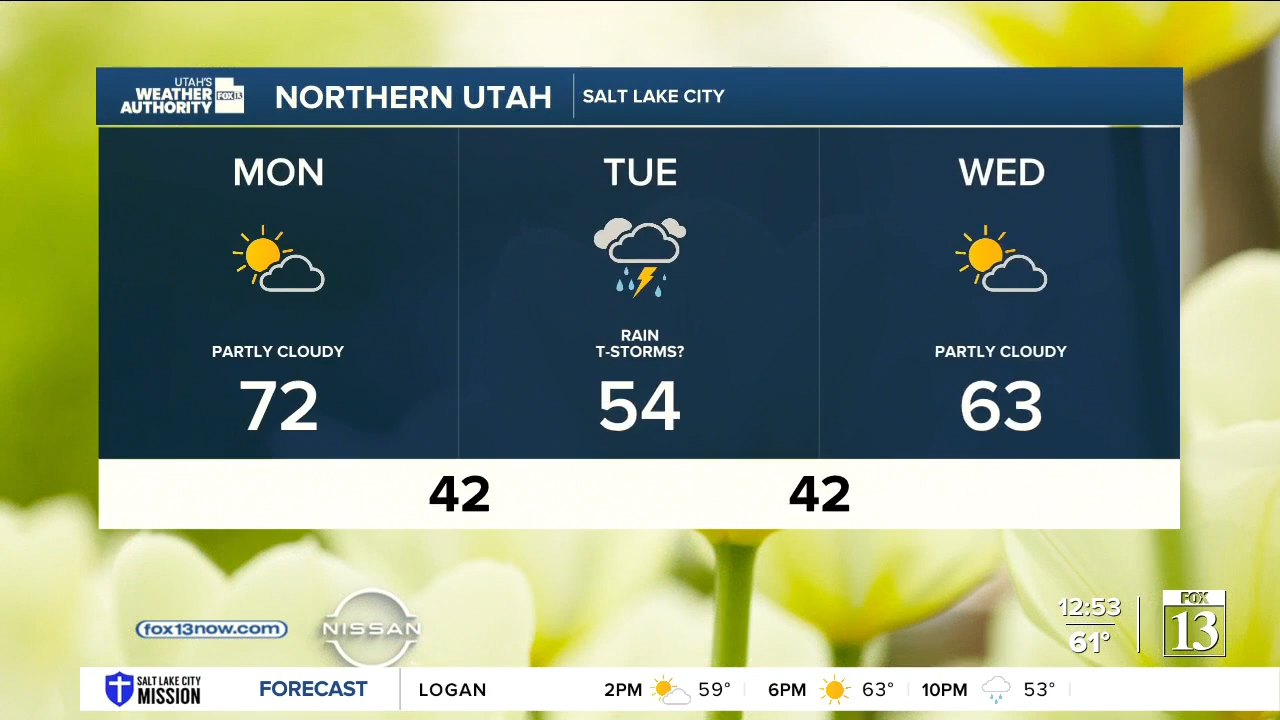 UTAH'S
WEATHER
AUTHORITY
FOX 13
NORTHERN UTAH
SALT LAKE CITY
MON
TUE
WED
PARTLY CLOUDY
RAIN
T-STORMS?
PARTLY CLOUDY
72
54
63
42
42
fox13now.com
NISSAN
12:53
61°
FOX
13
SALT LAKE CITY
MISSION
FORECAST
LOGAN
2PM 59°
6PM 63°
10PM 53°